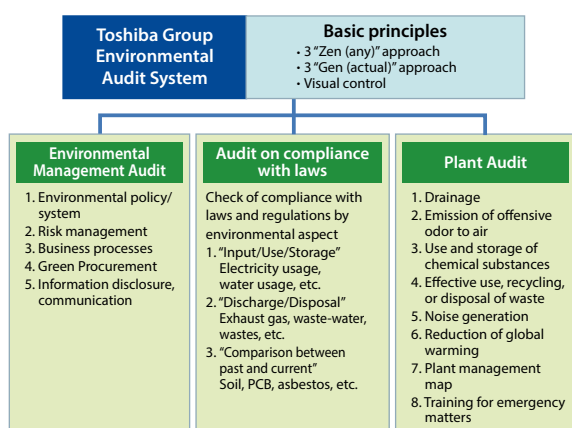 Toshiba Group
Environmental
Audit System
Basic principles
• 3 “Zen (any)” approach
• 3 “Gen (actual)” approach
• Visual control
Environmental
Management Audit
1. Environmental policy/
system
2. Risk management
3. Business processes
4. Green Procurement
5. Information disclosure,
communication
Audit on compliance
with laws
Check of compliance with
laws and regulations by
environmental aspect
1. “Input/Use/Storage”
Electricity usage,
water usage, etc.
2. “Discharge/Disposal”
Exhaust gas, waste-water,
wastes, etc.
3. “Comparison between
past and current”
Soil, PCB, asbestos, etc.
Plant Audit
1. Drainage
2. Emission of offensive
odor to air
3. Use and storage of
chemical substances
4. Effective use, recycling,
or disposal of waste
5. Noise generation
6. Reduction of global
warming
7. Plant management
map
8. Training for emergency
matters